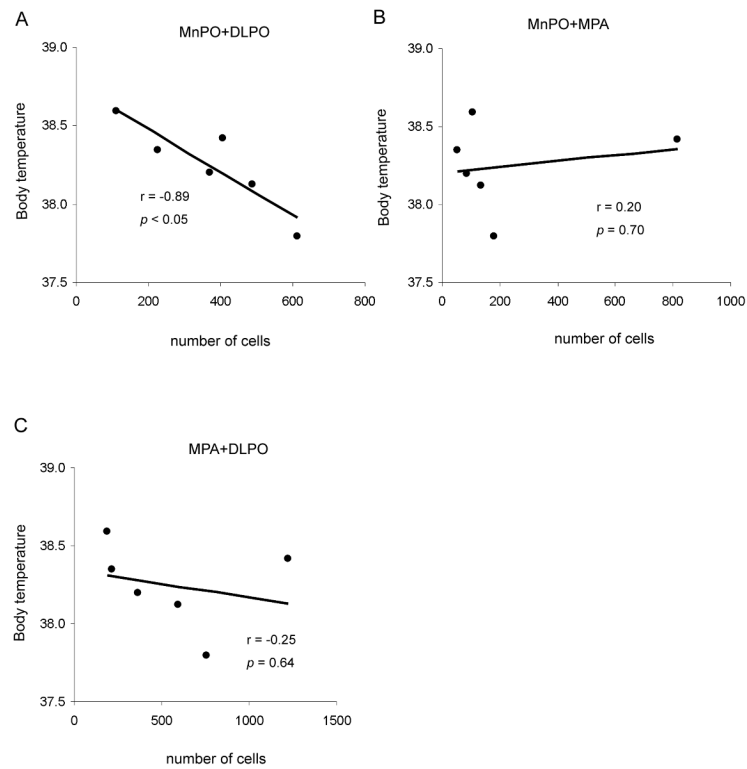 A
MnPO+DLPO
39.0
38.5
38.0
37.5
Body temperature
r = -0.89
p < 0.05
0 200 400 600 800
number of cells
B
MnPO+MPA
39.0
38.5
38.0
37.5
Body temperature
r = 0.20
p = 0.70
0 200 400 600 800 1000
number of cells
C
MPA+DLPO
39.0
38.5
38.0
37.5
Body temperature
r = -0.25
p = 0.64
0 500 1000 1500
number of cells